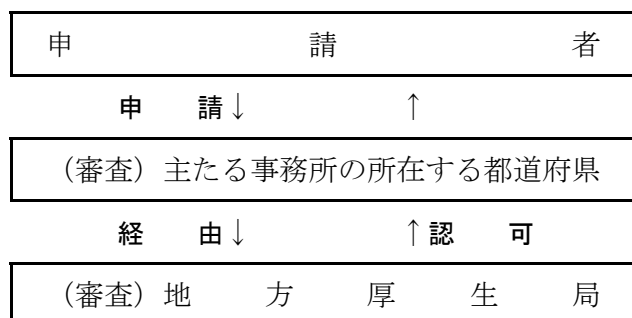 申　　　　請　　　　者
申　請↓　　　　↑
（審査）主たる事務所の所在する都道府県
経　由↓　　　　↑認　可
（審査）地　方　厚　生　局